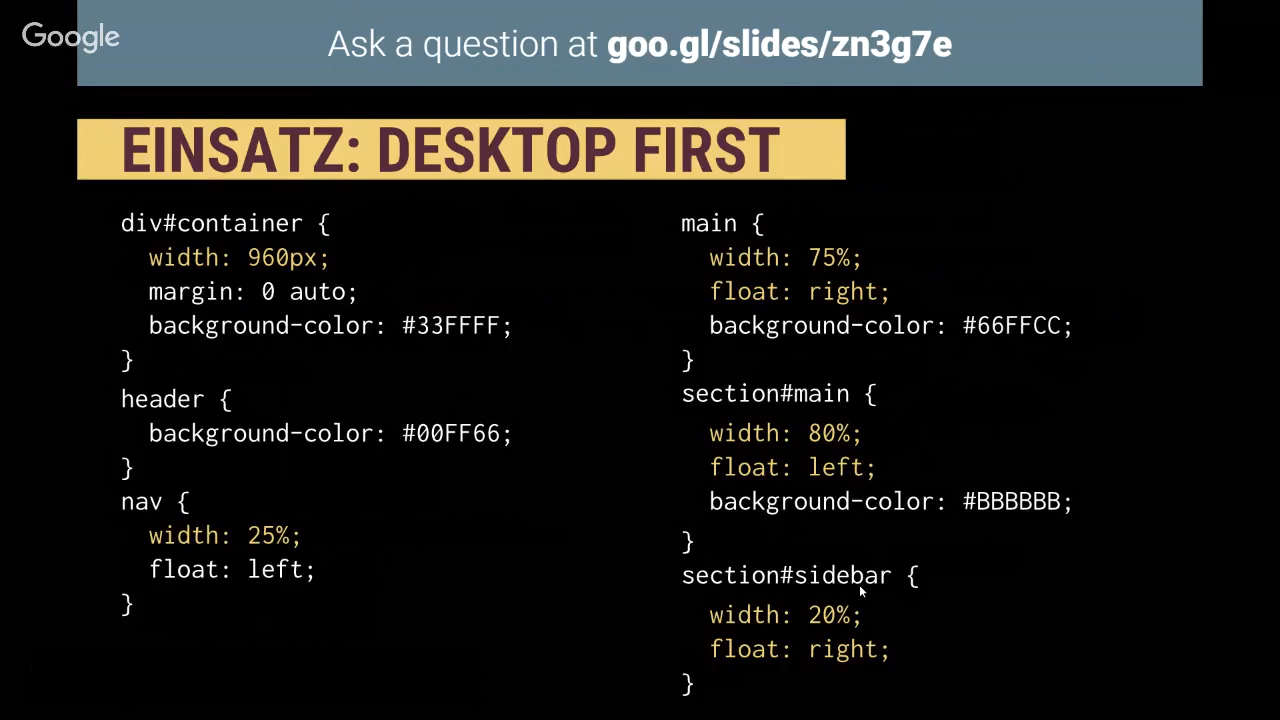 Google
Ask a question at goo.gl/slides/zn3g7e
EINSATZ: DESKTOP FIRST
div#container {
width: 960px;
margin: 0 auto;
background-color: #33FFFF;
}
header {
background-color: #00FF66;
}
nav {
width: 25%;
float: left;
}
main {
width: 75%;
float: right;
background-color: #66FFCC;
}
section#main {
width: 80%;
float: left;
background-color: #BBBBBB;
}
section#sidebar {
width: 20%;
float: right;
}